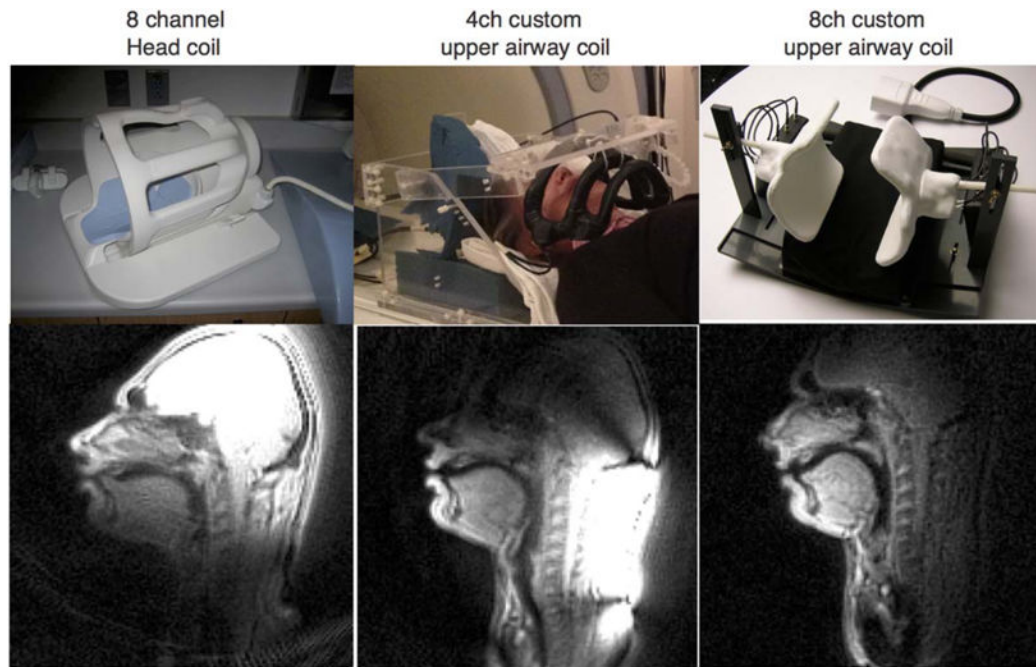 8 channel
Head coil
4ch custom
upper airway coil
8ch custom
upper airway coil